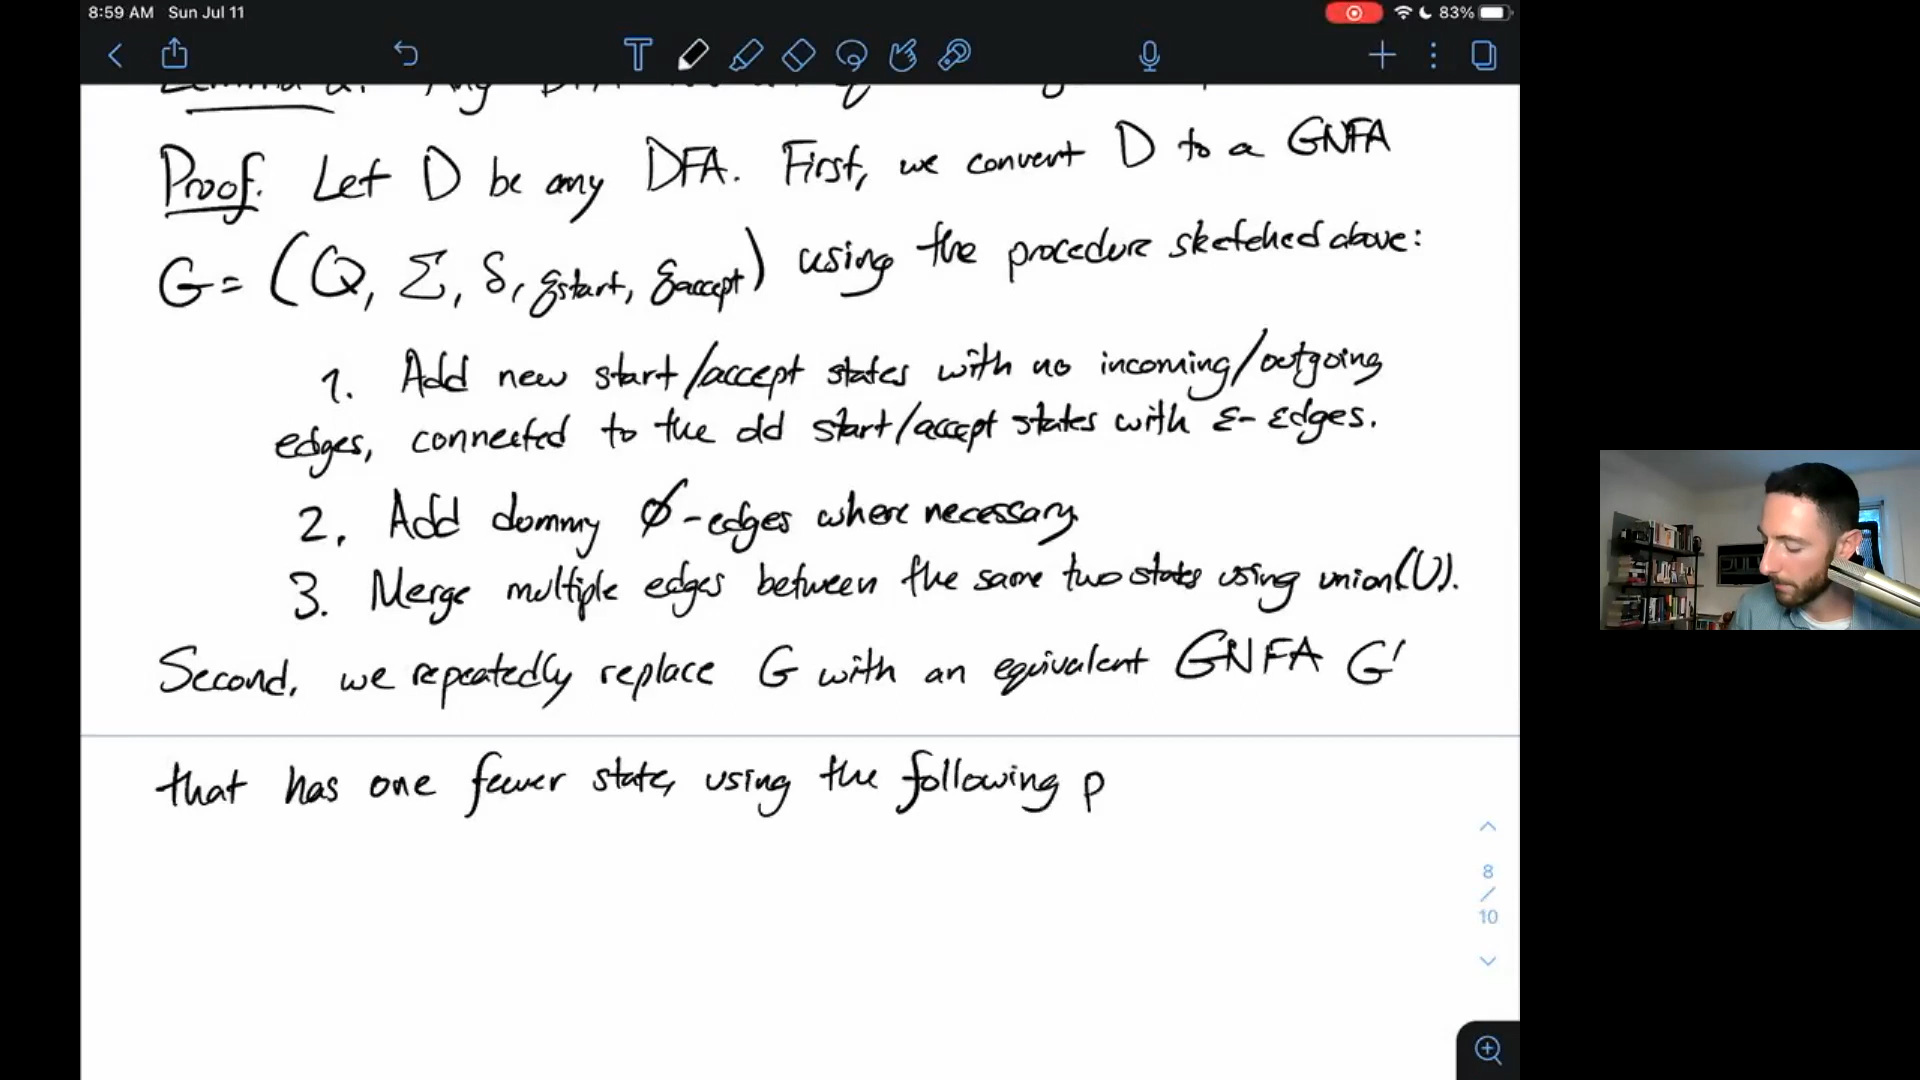 8:59 AM Sun Jul 11
83%
T
Proof. Let D be any DFA. First, we convert D to a GNFA
G = (Q, Σ, δ, qstart, qaccept) using the procedure sketched above:
1. Add new start/accept states with no incoming/outgoing
edges, connected to the old start/accept states with ε-edges.
2. Add dummy ∅-edges where necessary.
3. Merge multiple edges between the same two states using union (U).
Second, we repeatedly replace G with an equivalent GNFA G'
that has one fewer state, using the following p
8
/
10